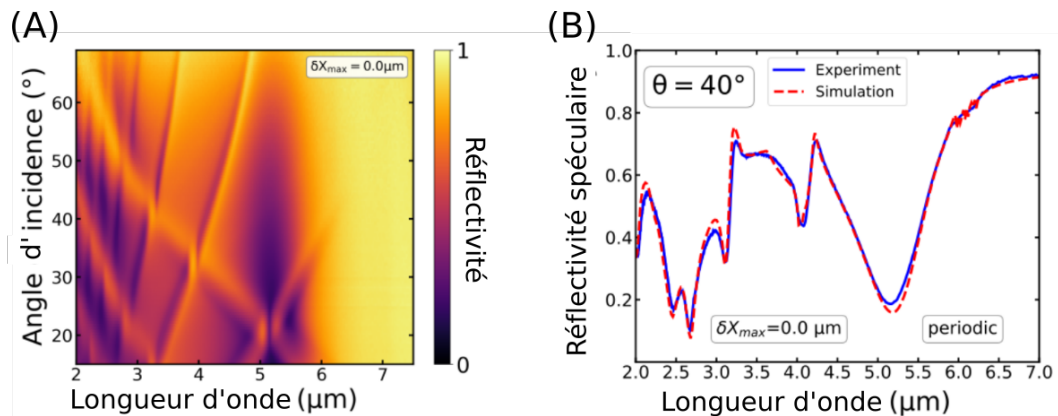 (A)
δX_max = 0.0μm
Angle d'incidence (°)
60
50
40
30
20
2 3 4 5 6 7
Longueur d'onde (μm)
1
0
Réflectivité
(B)
θ = 40°
Experiment
Simulation
δX_max=0.0 μm
periodic
Réflectivité spéculaire
1.0
0.8
0.6
0.4
0.2
2.0 2.5 3.0 3.5 4.0 4.5 5.0 5.5 6.0 6.5 7.0
Longueur d'onde (μm)